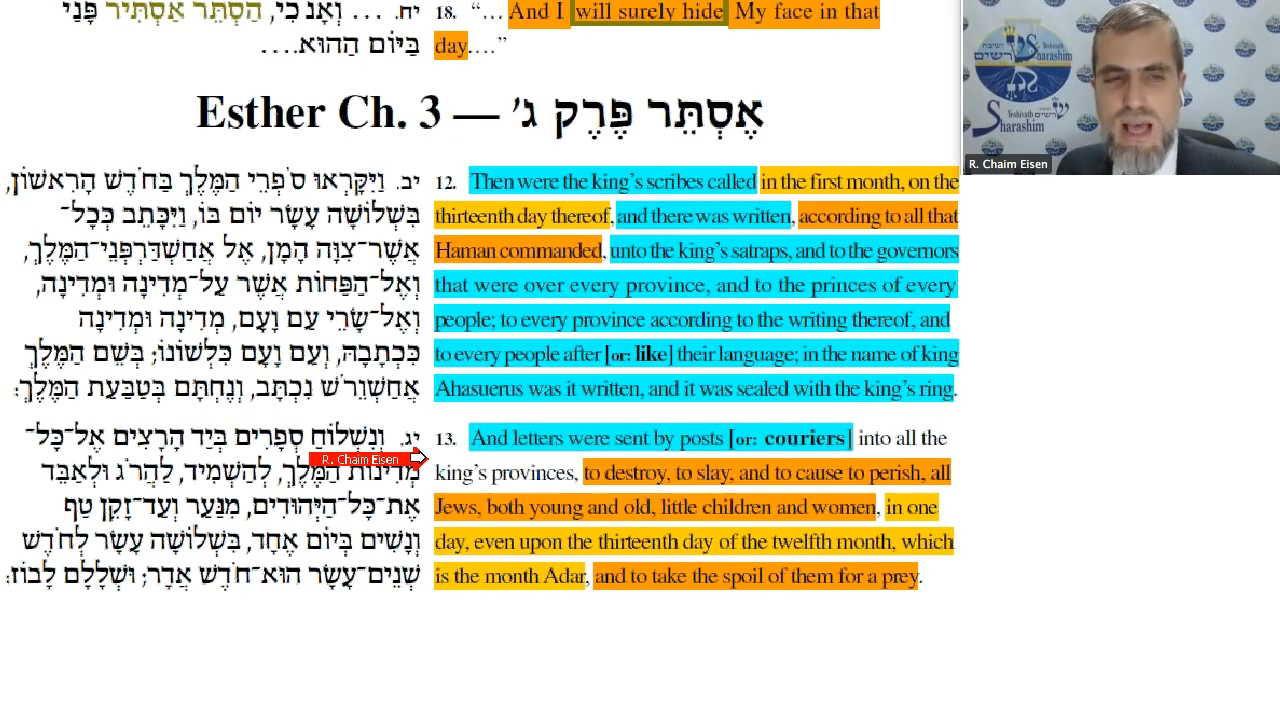 יח. ... וְאָנֹכִי, הַסְתֵּר אַסְתִּיר פָּנַי
בַּיּוֹם הַהוּא....
18. “... And I will surely hide My face in that
day....”
Esther Ch. 3 — אֶסְתֵּר פֶּרֶק ג׳
יב. וַיִּקָּרְאוּ סֹפְרֵי הַמֶּלֶךְ בַּחֹדֶשׁ הָרִאשׁוֹן,
בִּשְׁלוֹשָׁה עָשָׂר יוֹם בּוֹ, וַיִּכָּתֵב כְּכָל־
אֲשֶׁר־צִוָּה הָמָן, אֶל אֲחַשְׁדַּרְפְּנֵי־הַמֶּלֶךְ,
וְאֶל־הַפַּחוֹת אֲשֶׁר עַל־מְדִינָה וּמְדִינָה,
וְאֶל־שָׂרֵי עַם וָעָם, מְדִינָה וּמְדִינָה
כִּכְתָבָהּ, וְעַם וָעָם כִּלְשׁוֹנוֹ; בְּשֵׁם הַמֶּלֶךְ
אֲחַשְׁוֵרֹשׁ נִכְתָּב, וְנֶחְתָּם בְּטַבַּעַת הַמֶּלֶךְ:
12. Then were the king’s scribes called in the first month, on the
thirteenth day thereof, and there was written, according to all that
Haman commanded, unto the king’s satraps, and to the governors
that were over every province, and to the princes of every
people; to every province according to the writing thereof, and
to every people after [or: like] their language; in the name of king
Ahasuerus was it written, and it was sealed with the king’s ring.
יג. וְנִשְׁלוֹחַ סְפָרִים בְּיַד הָרָצִים אֶל־כָּל־
מְדִינוֹת הַמֶּלֶךְ, לְהַשְׁמִיד, לַהֲרֹג וּלְאַבֵּד
אֶת־כָּל־הַיְּהוּדִים, מִנַּעַר וְעַד־זָקֵן טַף
וְנָשִׁים בְּיוֹם אֶחָד, בִּשְׁלוֹשָׁה עָשָׂר לְחֹדֶשׁ
שְׁנֵים־עָשָׂר הוּא־חֹדֶשׁ אֲדָר; וּשְׁלָלָם לָבוֹז:
R. Chaim Eisen
13. And letters were sent by posts [or: couriers] into all the
king’s provinces, to destroy, to slay, and to cause to perish, all
Jews, both young and old, little children and women, in one
day, even upon the thirteenth day of the twelfth month, which
is the month Adar, and to take the spoil of them for a prey.
ישיבת שרשים
Yeshivath Sharashim
Yeshivath שרשים
Sharashim
R. Chaim Eisen